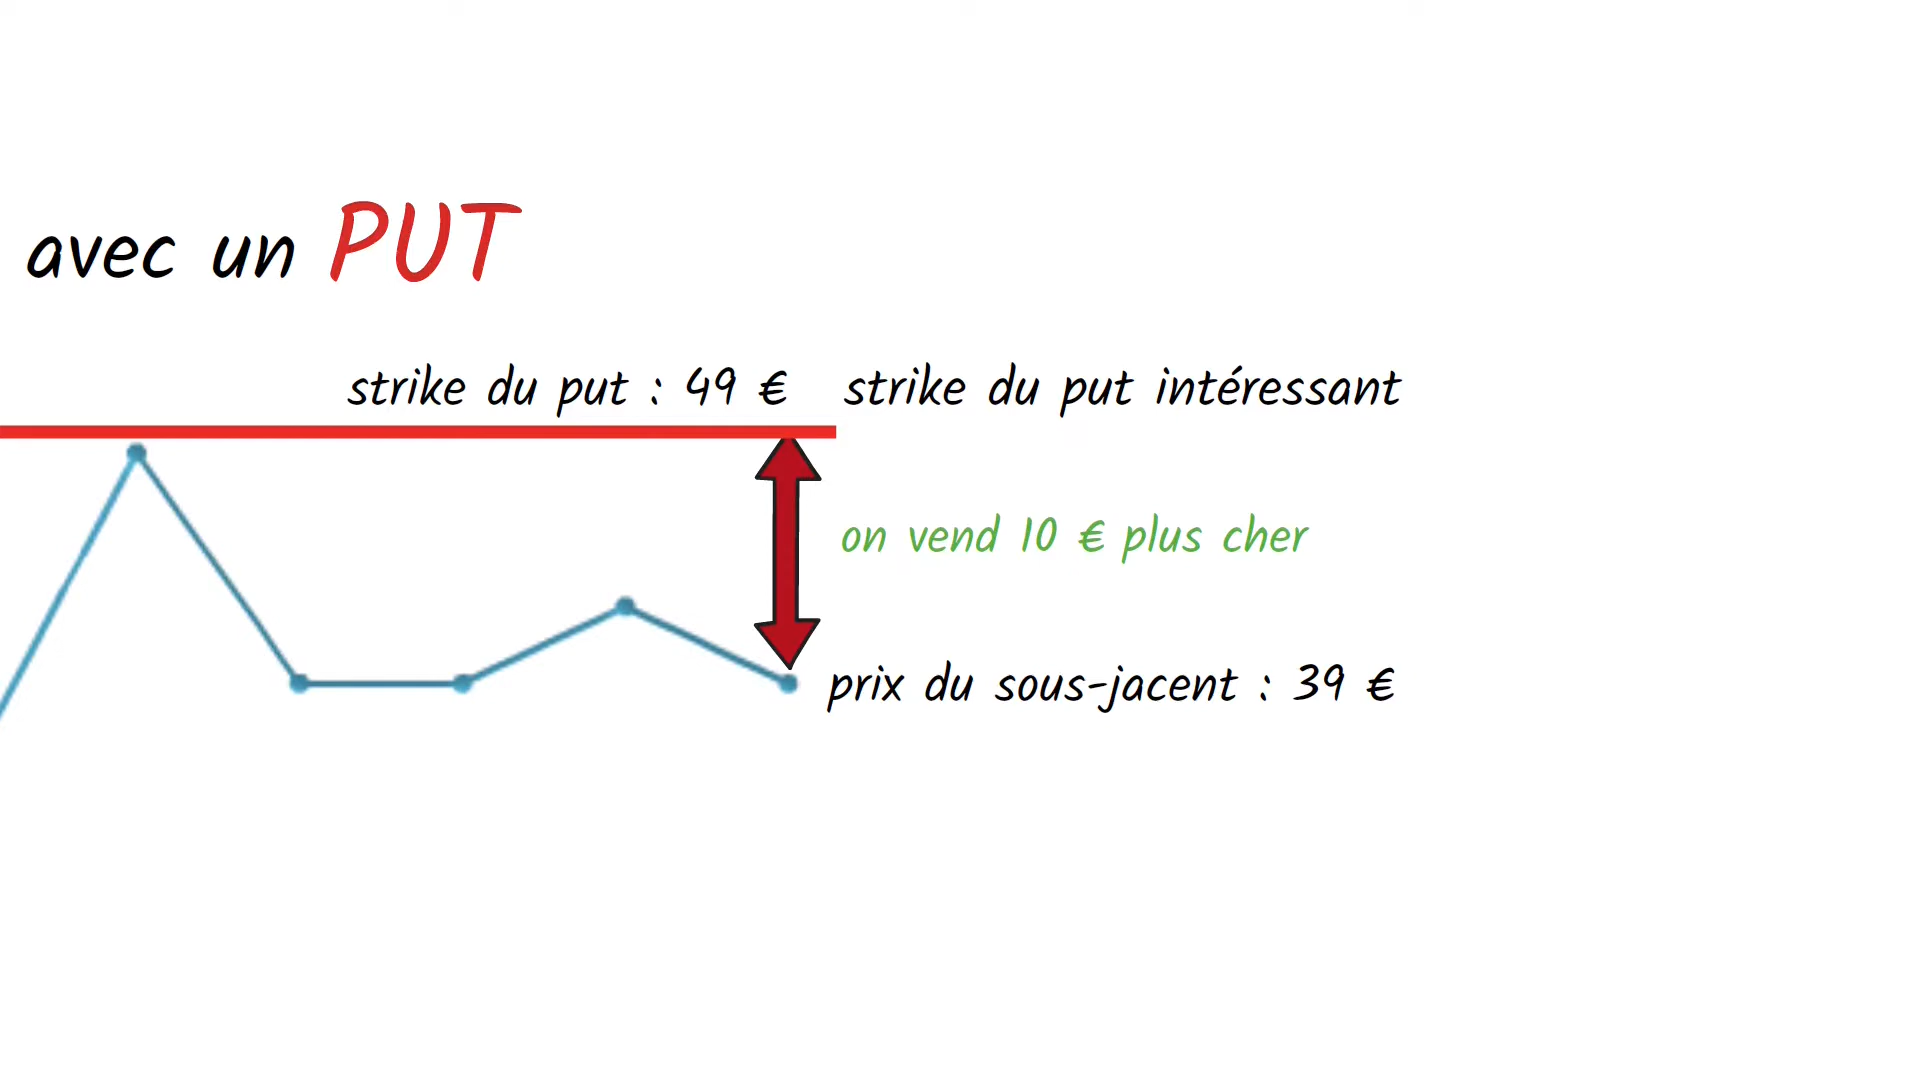 avec un PUT
strike du put : 49 € strike du put intéressant
on vend 10 € plus cher
prix du sous-jacent : 39 €